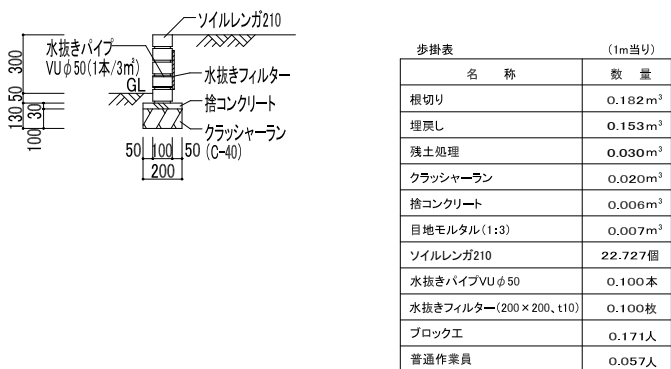 ソイルレンガ210
水抜きパイプ
VUφ50(1本/3㎡)
GL
水抜きフィルター
捨コンクリート
クラッシャーラン
(C-40)
300
50
130
30
100
50 100 50
200
歩掛表 (1m当り)
名 称 数 量
根切り 0.182m³
埋戻し 0.153m³
残土処理 0.030m³
クラッシャーラン 0.020m³
捨コンクリート 0.006m³
目地モルタル(1:3) 0.007m³
ソイルレンガ210 22.727個
水抜きパイプVUφ50 0.100本
水抜きフィルター(200×200、t10) 0.100枚
ブロック工 0.171人
普通作業員 0.057人